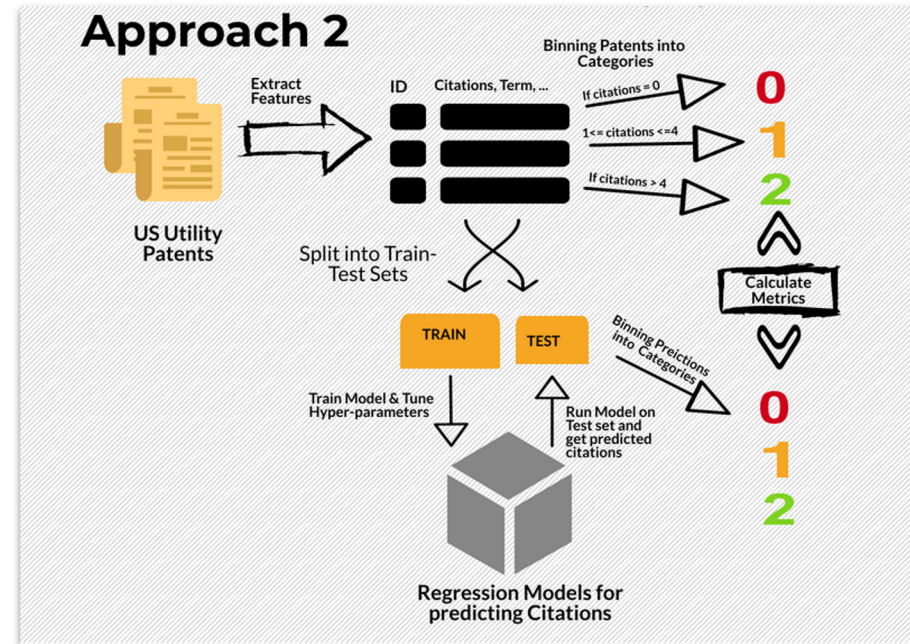 Approach 2
Extract
Features
ID
Citations, Term, ...
Binning Patents into
Categories
If citations = 0
0
1<= citations <=4
1
If citations > 4
2
US Utility
Patents
Split into Train-
Test Sets
Calculate
Metrics
TRAIN
TEST
Binning Preictions
into Categories
Train Model & Tune
Hyper-parameters
Run Model on
Test set and
get predicted
citations
0
1
2
Regression Models for
predicting Citations